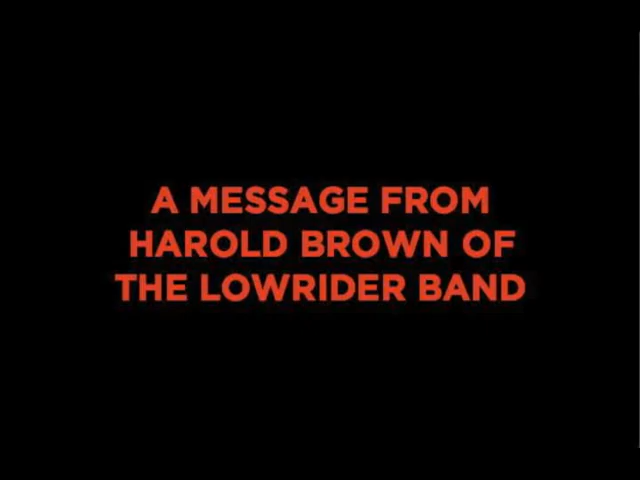 A MESSAGE FROM
HAROLD BROWN OF
THE LOWRIDER BAND